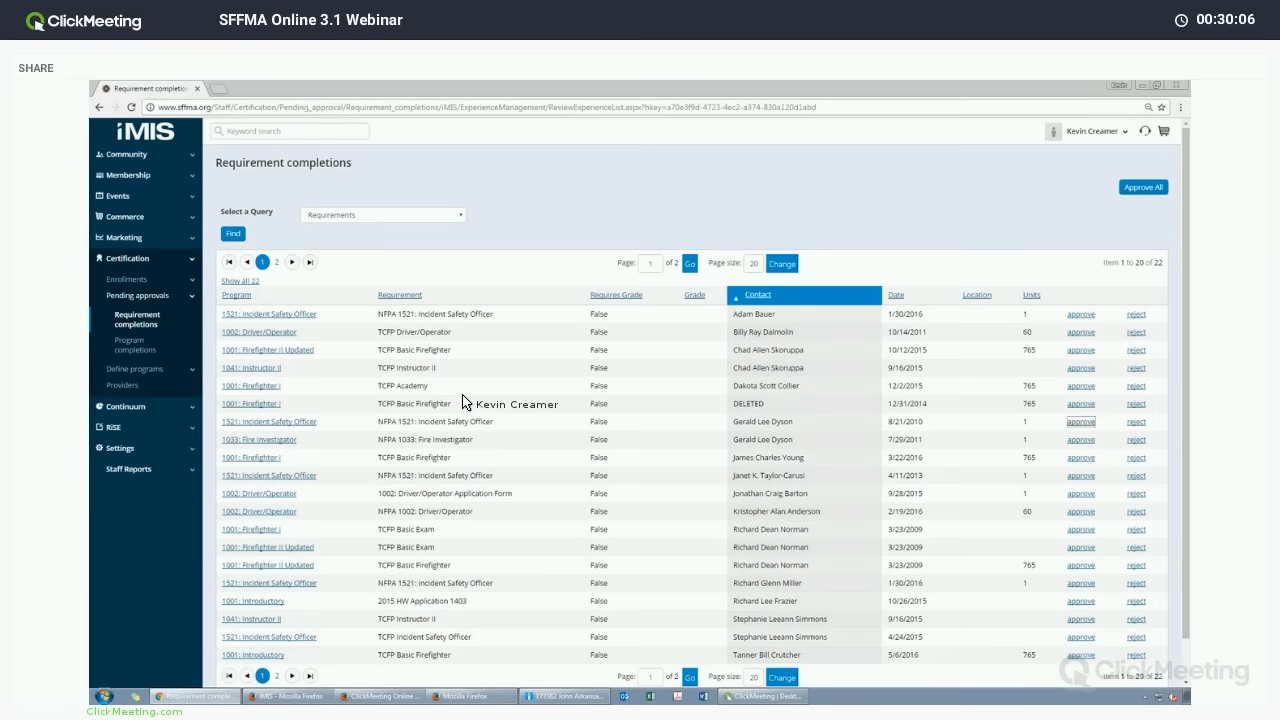 ClickMeeting SFFMA Online 3.1 Webinar 00:30:06
SHARE
Requirement completion
www.sffma.org/Staff/Certification/Pending_approval/Requirement_completions/iMIS/ExperienceManagement/ReviewExperienceList.aspx?hkey=a70e3f9d-4723-4ec2-a374-830a120d1abd
iMIS Keyword search Kevin Creamer
Community
Membership
Events
Commerce
Marketing
Certification
Enrollments
Pending approvals
Requirement completions
Program completions
Define programs
Providers
Continuum
RiSE
Settings
Staff Reports
Requirement completions
Approve All
Select a Query Requirements
Find
1 2 Page: 1 of 2 Go Page size: 20 Change Item 1 to 20 of 22
Show all 22
Program Requirement Requires Grade Grade Contact Date Location Units
1521: Incident Safety Officer NFPA 1521: Incident Safety Officer False Adam Bauer 1/30/2016 1 approve reject
1002: Driver/Operator TCFP Driver/Operator False Billy Ray Dalmolin 10/14/2011 60 approve reject
1001: Firefighter II Updated TCFP Basic Firefighter False Chad Allen Skoruppa 10/12/2015 765 approve reject
1041: Instructor II TCFP Instructor II False Chad Allen Skoruppa 9/16/2015 approve reject
1001: Firefighter I TCFP Academy False Dakota Scott Collier 12/2/2015 765 approve reject
1001: Firefighter I TCFP Basic Firefighter False DELETED 12/31/2014 765 approve reject
Kevin Creamer
1521: Incident Safety Officer NFPA 1521: Incident Safety Officer False Gerald Lee Dyson 8/21/2010 1 approve reject
1033: Fire Investigator NFPA 1033: Fire Investigator False Gerald Lee Dyson 7/29/2011 1 approve reject
1001: Firefighter I TCFP Basic Firefighter False James Charles Young 3/22/2016 765 approve reject
1521: Incident Safety Officer NFPA 1521: Incident Safety Officer False Janet K. Taylor-Carusi 4/11/2013 1 approve reject
1002: Driver/Operator 1002: Driver/Operator Application Form False Jonathan Craig Barton 9/28/2015 1 approve reject
1002: Driver/Operator NFPA 1002: Driver/Operator False Kristopher Alan Anderson 2/19/2016 60 approve reject
1001: Firefighter I TCFP Basic Exam False Richard Dean Norman 3/23/2009 approve reject
1001: Firefighter II Updated TCFP Basic Exam False Richard Dean Norman 3/23/2009 approve reject
1001: Firefighter II Updated TCFP Basic Firefighter False Richard Dean Norman 3/23/2009 765 approve reject
1521: Incident Safety Officer NFPA 1521: Incident Safety Officer False Richard Glenn Miller 1/30/2016 1 approve reject
1001: Introductory 2015 HW Application 1403 False Richard Lee Frazier 10/26/2015 approve reject
1041: Instructor II TCFP Instructor II False Stephanie Leeann Simmons 9/16/2015 approve reject
1521: Incident Safety Officer TCFP Incident Safety Officer False Stephanie Leeann Simmons 4/24/2015 approve reject
1001: Introductory TCFP Basic Firefighter False Tanner Bill Crutcher 5/6/2016 765 approve reject
1 2 Page: 1 of 2 Go Page size: 20 Change Item 1 to 20 of 22
ClickMeeting
Requirement comple... iMIS - Mozilla Firefox ClickMeeting Online ... Mozilla Firefox 173382 John Arkansa... ClickMeeting | Deskt...
ClickMeeting.com